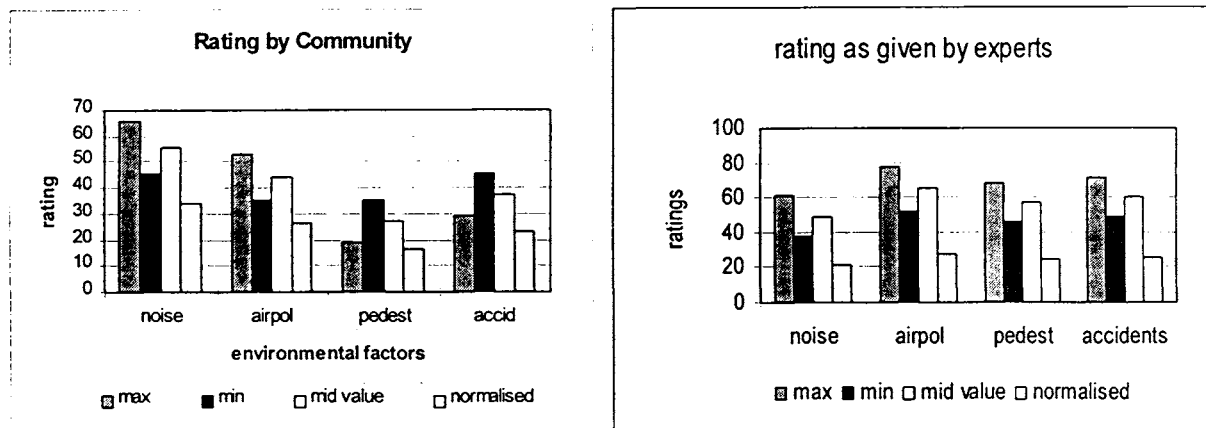 Rating by Community
rating
70
60
50
40
30
20
10
0
noise airpol pedest accid
environmental factors
max min mid value normalised
rating as given by experts
ratings
100
80
60
40
20
0
noise airpol pedest accidents
max min mid value normalised